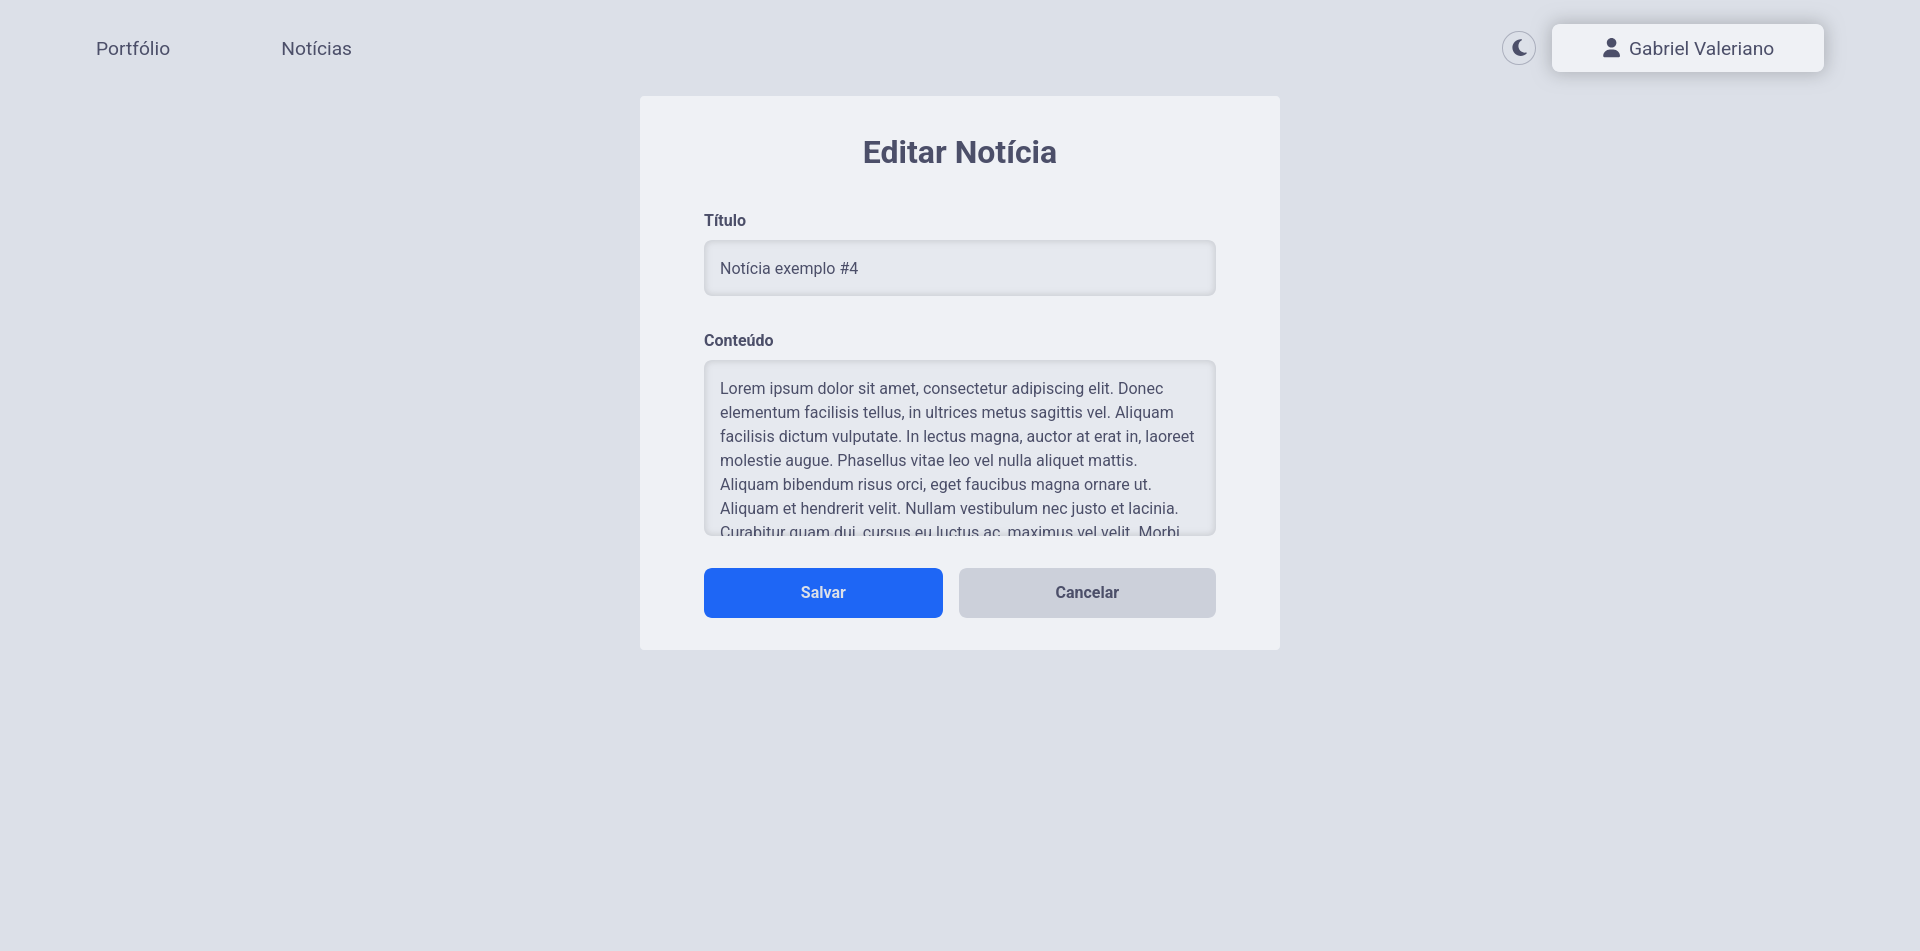 Portfólio
Notícias
Gabriel Valeriano
Editar Notícia
Título
Notícia exemplo #4
Conteúdo
Lorem ipsum dolor sit amet, consectetur adipiscing elit. Donec
elementum facilisis tellus, in ultrices metus sagittis vel. Aliquam
facilisis dictum vulputate. In lectus magna, auctor at erat in, laoreet
molestie augue. Phasellus vitae leo vel nulla aliquet mattis.
Aliquam bibendum risus orci, eget faucibus magna ornare ut.
Aliquam et hendrerit velit. Nullam vestibulum nec justo et lacinia.
Curabitur quam dui, cursus eu luctus ac, maximus vel velit. Morbi
Salvar
Cancelar